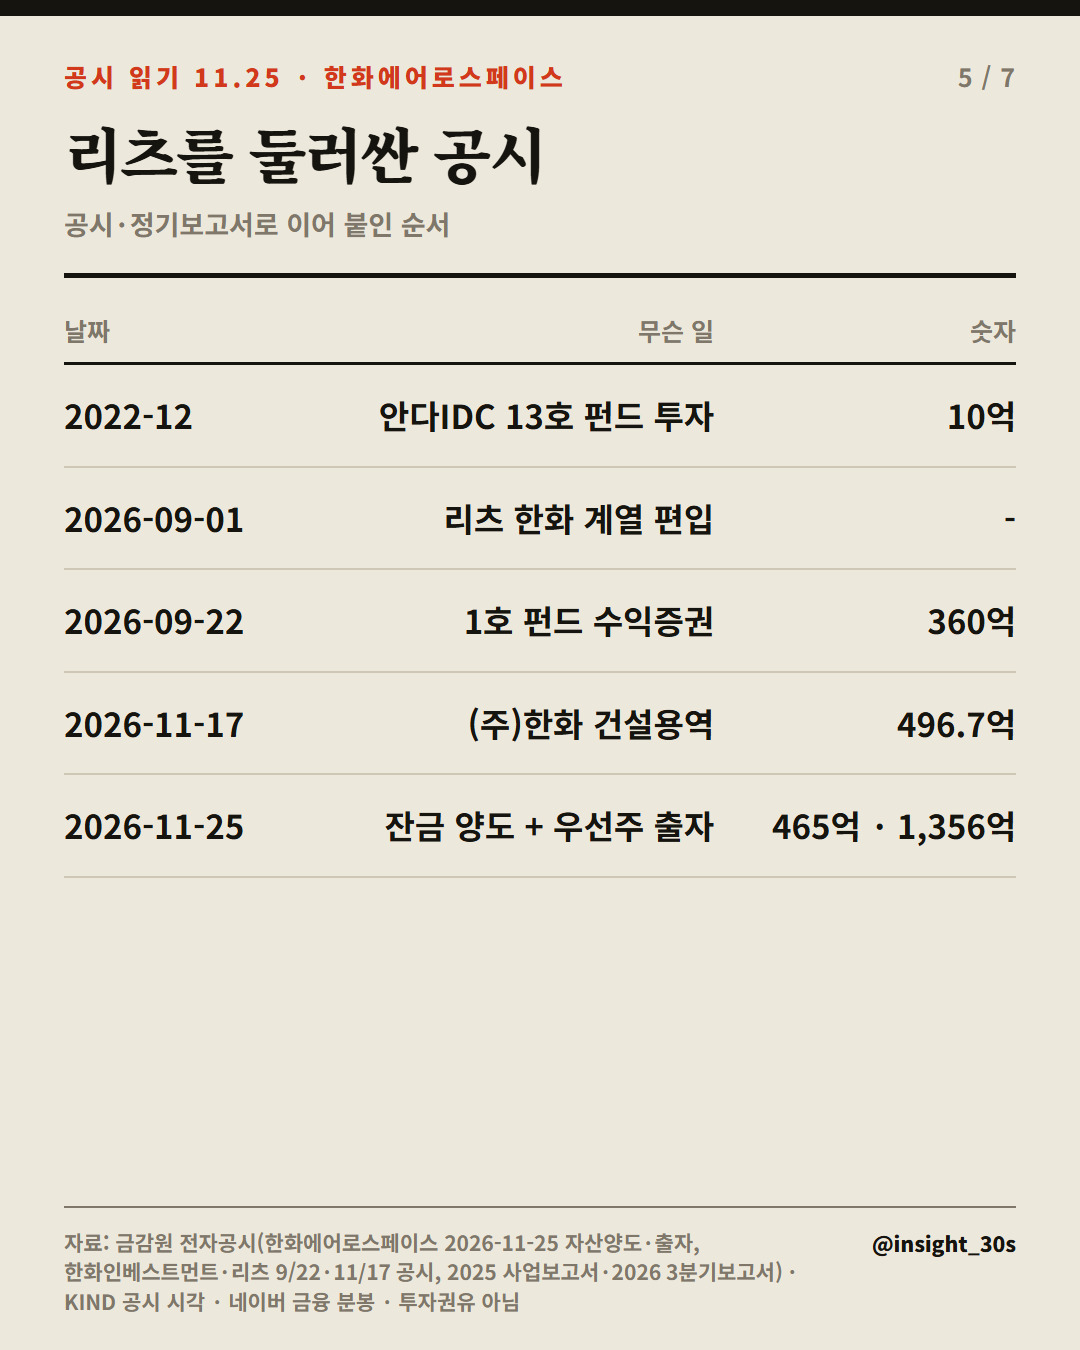 공시 읽기 11.25 · 한화에어로스페이스
5 / 7
리츠를 둘러싼 공시
공시·정기보고서로 이어 붙인 순서
날짜 무슨 일 숫자
2022-12 안다IDC 13호 펀드 투자 10억
2026-09-01 리츠 한화 계열 편입 -
2026-09-22 1호 펀드 수익증권 360억
2026-11-17 (주)한화 건설용역 496.7억
2026-11-25 잔금 양도 + 우선주 출자 465억 · 1,356억
자료: 금감원 전자공시(한화에어로스페이스 2026-11-25 자산양도·출자,
한화인베스트먼트·리츠 9/22·11/17 공시, 2025 사업보고서·2026 3분기보고서) ·
KIND 공시 시각 · 네이버 금융 분봉 · 투자권유 아님
@insight_30s